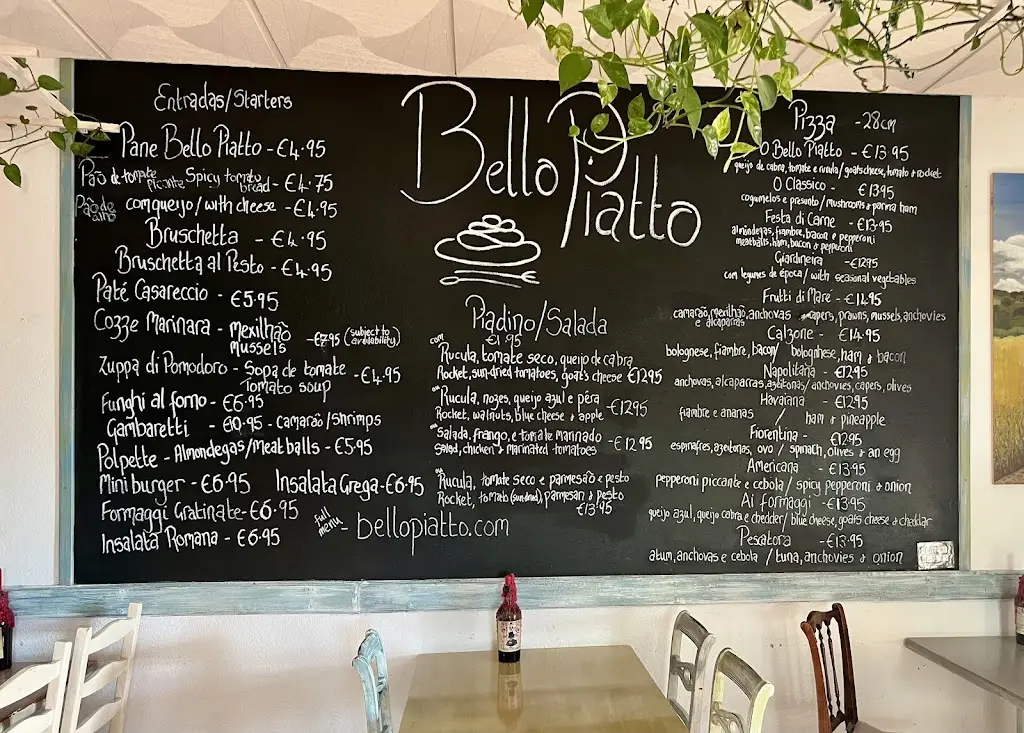 Entradas/Starters
Pane Bello Piatto - €4.95
Pão de tomate picante Spicy tomato bread - €4.75
Pão de com queijo / with cheese - €4.95
Bruschetta - €4.95
Bruschetta al Pesto - €4.95
Paté Casareccio - €5.95
Cozze Marinara - Mexilhão
Mussels - €7.95 (subject to availability)
Zuppa di Pomodoro - Sopa de tomate
Tomato soup - €4.95
Funghi al forno - €6.95
Gambaretti - €10.95 - camarão/shrimps
Polpette - Almondegas/Meat balls - €5.95
Mini burger - €6.95 Insalata Grega - €6.95
Formaggi Gratinate - €6.95
Insalata Romana - €6.95
Full menu - bellopiatto.com
Bello Piatto
Piadino/Salada
€1.95
com Rucula, tomate seco, queijo de cabra
Rocket, sun-dried tomatoes, goat's cheese €12.95
Rucula, nozes, queijo azul e pêra
Rocket, walnuts, blue cheese & apple - €12.95
Salada, frango, e tomate marinado
Salad, chicken & marinated tomatoes - €12.95
Rucula, tomate seco e parmesão e pesto
Rocket, tomato (sundried), parmesan & pesto
€13.95
Pizza - 28cm
O Bello Piatto - €13.95
queijo de cabra, tomate e rucula / goats cheese, tomato & rocket
O Classico - €13.95
cogumelos e presunto / mushrooms & parma ham
Festa di Carne - €13.95
almôndegas, fiambre, bacon e pepperoni
meatballs, ham, bacon & pepperoni
Giardineira - €12.95
com legumes de época / with seasonal vegetables
Frutti di Mare - €14.95
camarão, mexilhão, anchovas e alcaparras capers, prawns, mussels, anchovies
Calzone - €14.95
bolognese, fiambre, bacon / bolognese, ham & bacon
Napolitana - €12.95
anchovas, alcaparras, azeitonas / anchovies, capers, olives
Havaiana - €12.95
fiambre e ananas / ham & pineapple
Fiorentina - €12.95
espinafres, azeitonas, ovo / spinach, olives & an egg
Americana - €13.95
pepperoni piccante e cebola / spicy pepperoni & onion
Ai Formaggi - €13.95
queijo azul, queijo cabra e chedder / blue cheese, goats cheese & cheddar
Pescatora - €13.95
atum, anchovas e cebola / tuna, anchovies & onion